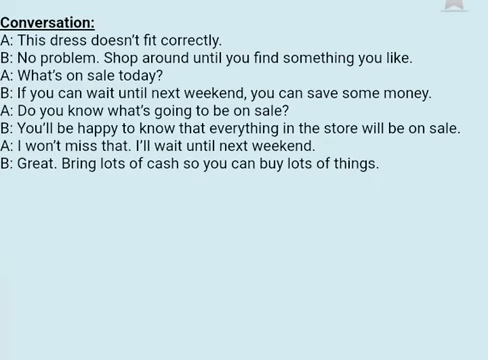 Conversation:
A: This dress doesn’t fit correctly.
B: No problem. Shop around until you find something you like.
A: What’s on sale today?
B: If you can wait until next weekend, you can save some money.
A: Do you know what’s going to be on sale?
B: You’ll be happy to know that everything in the store will be on sale.
A: I won’t miss that. I’ll wait until next weekend.
B: Great. Bring lots of cash so you can buy lots of things.